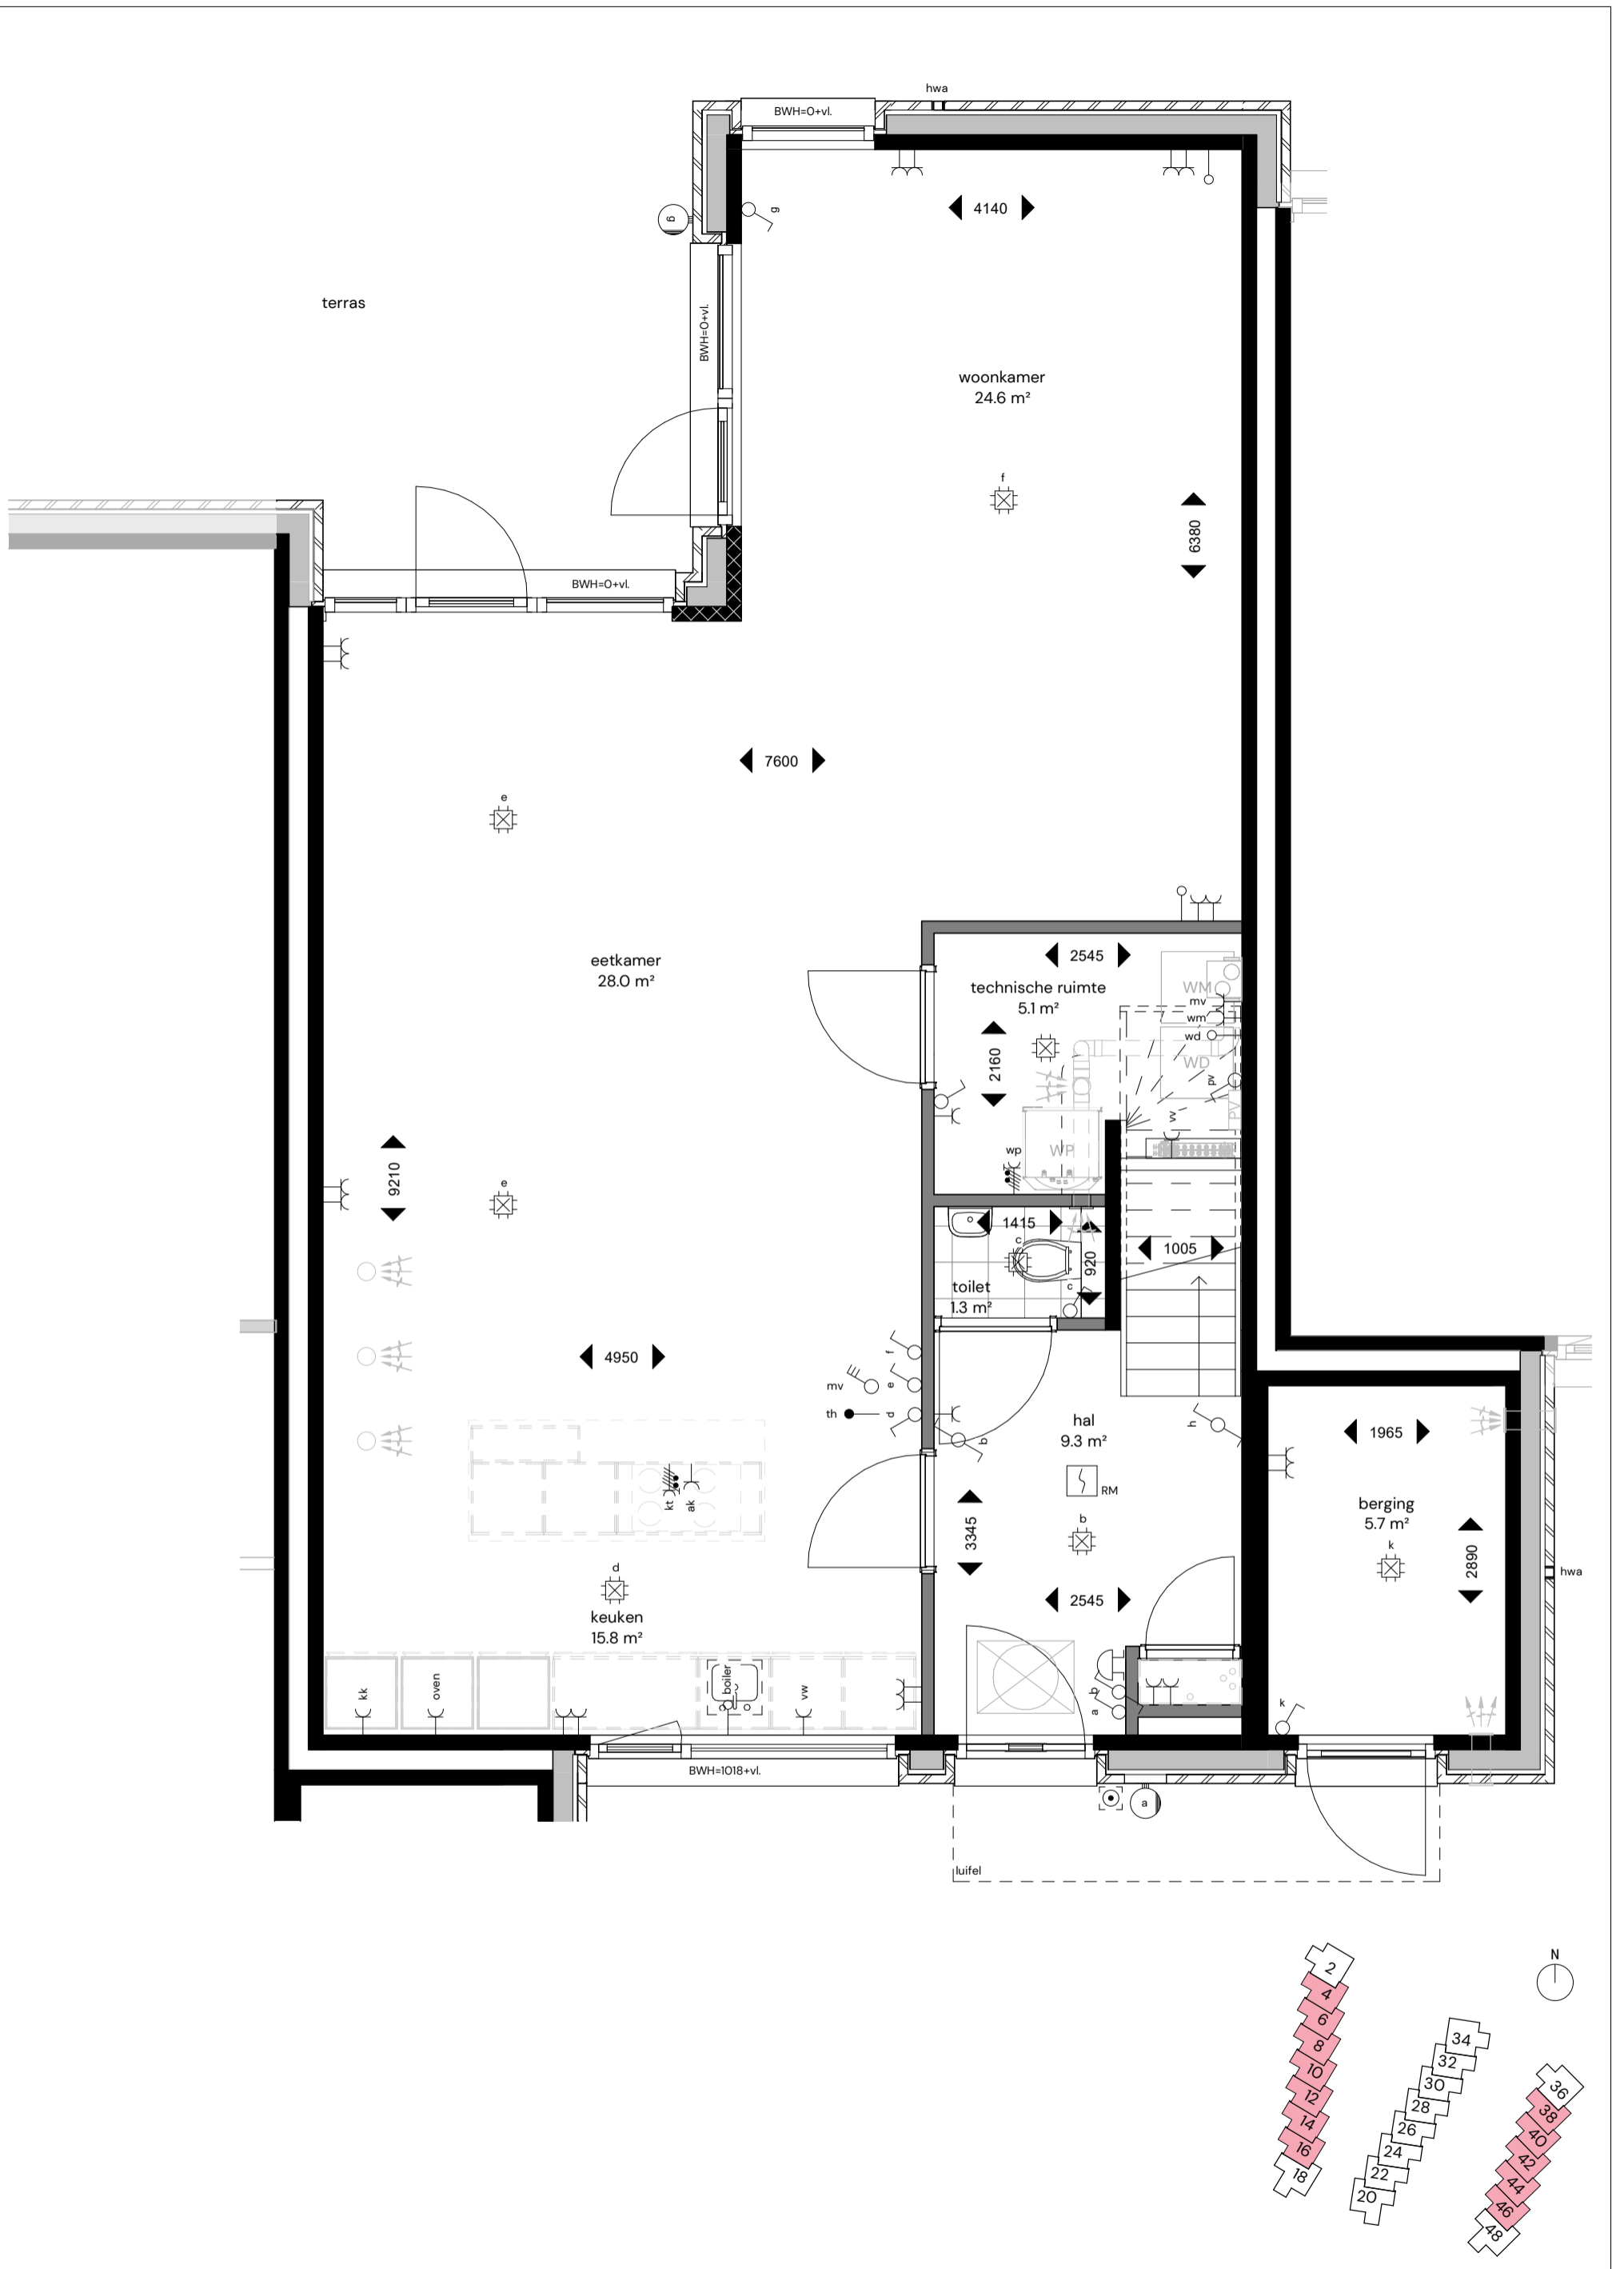 hwa
BWH=0+vl.
g
g
4140
terras
BWH=0+vl.
woonkamer
24.6 m²
f
6380
BWH=0+vl.
7600
e
eetkamer
28.0 m²
2545
technische ruimte
5.1 m²
WM
mv
wm
wd
WD
2160
pv
PV
vv
wp
WP
9210
e
1415
c
920
1005
toilet
1.3 m²
c
f
4950
mv
e
th
d
b
hal
9.3 m²
h
1965
RM
kt
ak
3345
b
berging
5.7 m²
k
2890
hwa
d
keuken
15.8 m²
2545
kk
oven
boiler
vw
b
a
k
BWH=1018+vl.
a
luifel
N
2
4
6
8
10
12
14
16
18
34
32
30
28
26
24
22
20
36
38
40
42
44
46
48